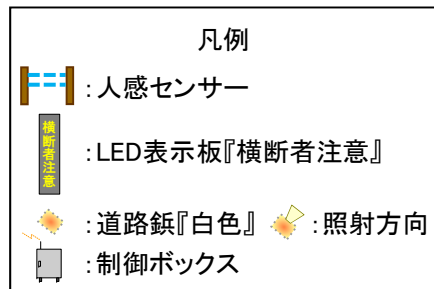 凡例
:人感センサー
横断者注意
:LED表示板『横断者注意』
:道路鋲『白色』 :照射方向
:制御ボックス